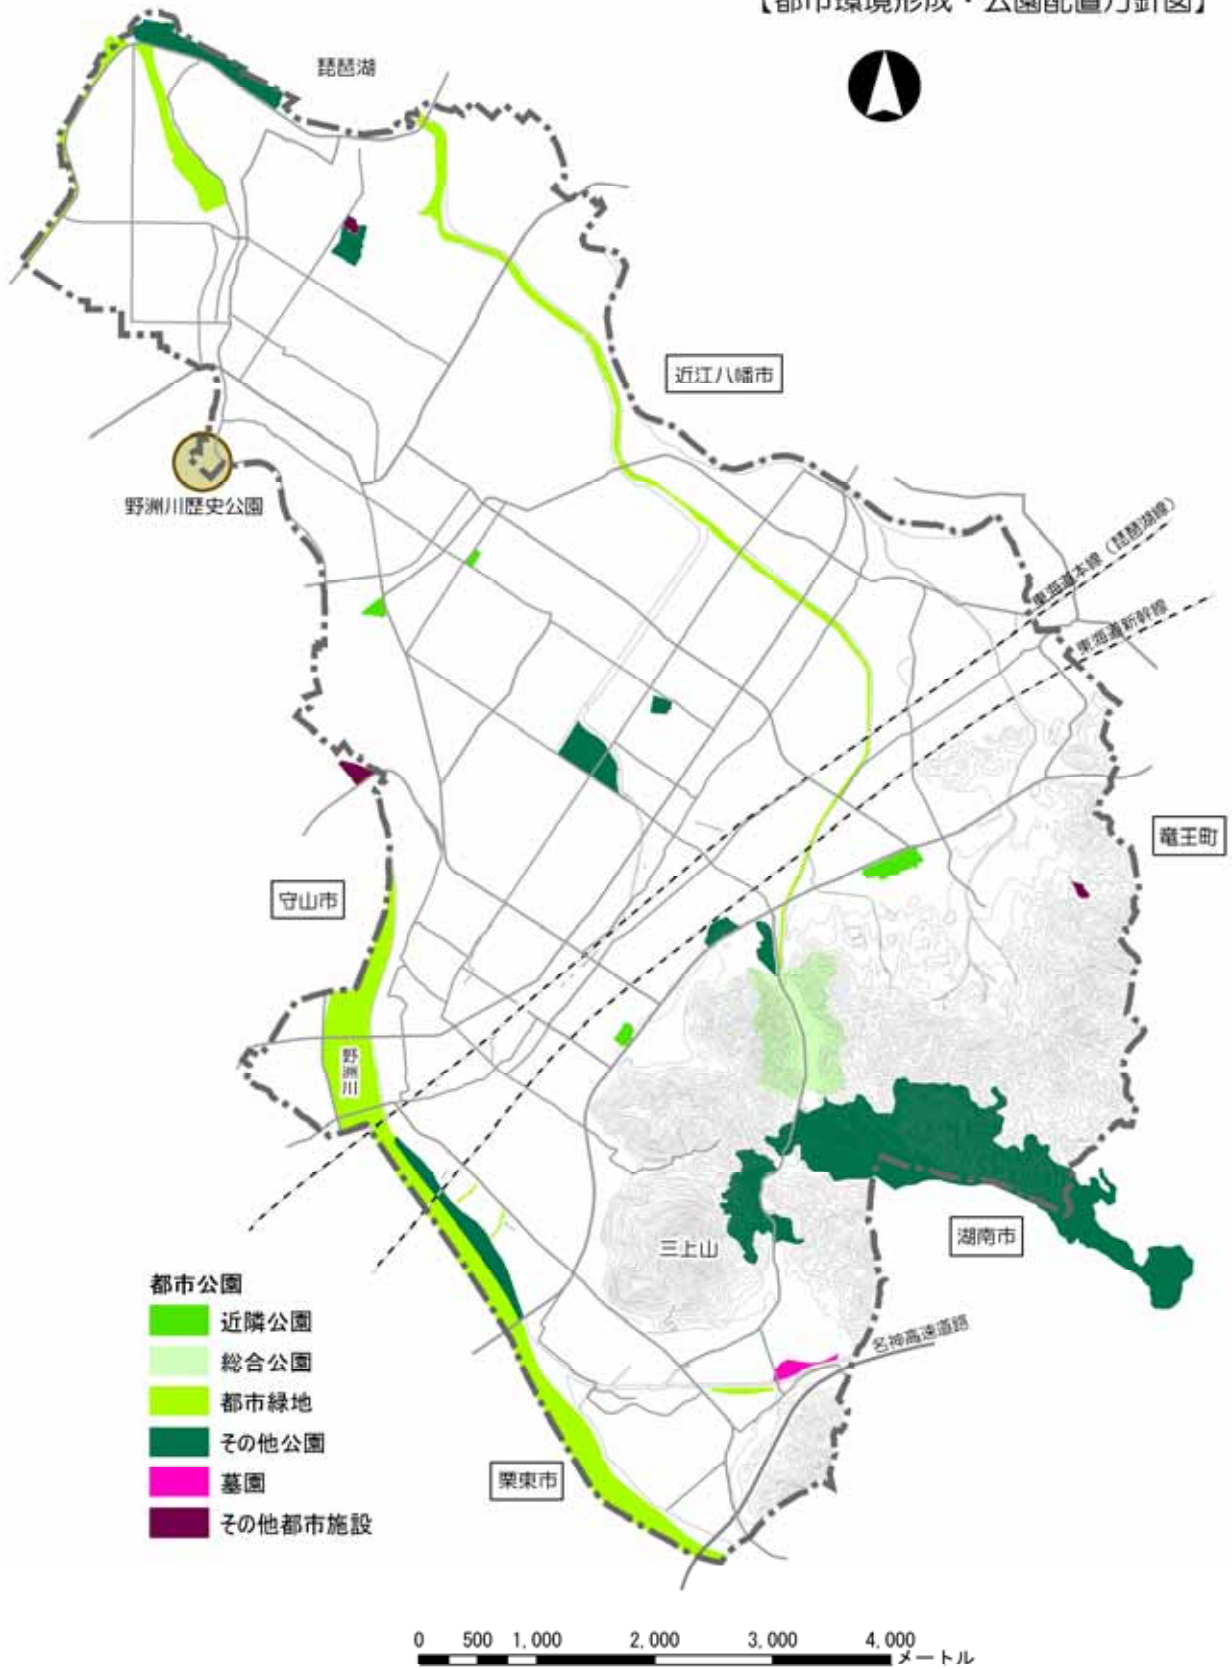 【都市環境形成・公園配置方針図】
琵琶湖
近江八幡市
野洲川歴史公園
東海道本線(琵琶湖線)
東海道新幹線
竜王町
守山市
野洲川
三上山
湖南市
名神高速道路
栗東市
都市公園
近隣公園
総合公園
都市緑地
その他公園
墓園
その他都市施設
0 500 1,000 2,000 3,000 4,000
メートル